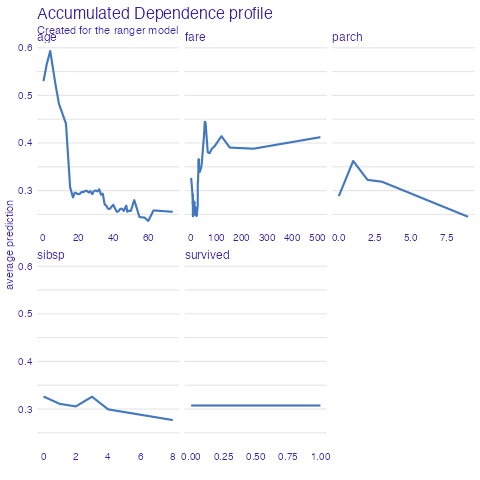 Accumulated Dependence profile
Created for the ranger model
age
fare
parch
0.6
0.5
0.4
0.3
0 20 40 60
0 100 200 300 400 500
0.0 2.5 5.0 7.5
average prediction
sibsp
survived
0.6
0.5
0.4
0.3
0 2 4 6 8
0.00 0.25 0.50 0.75 1.00